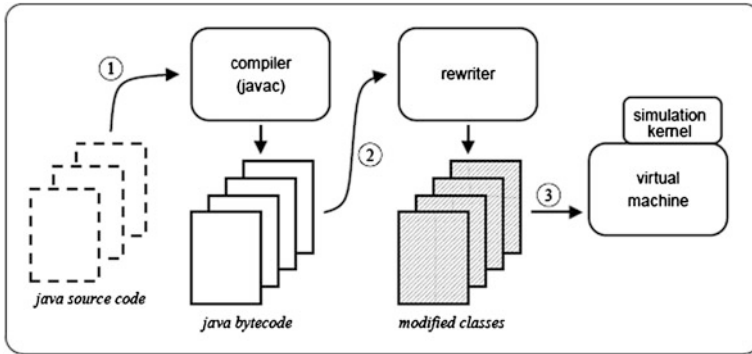 1
compiler
(javac)
rewriter
simulation
kernel
2
3
virtual
machine
java source code
java bytecode
modified classes